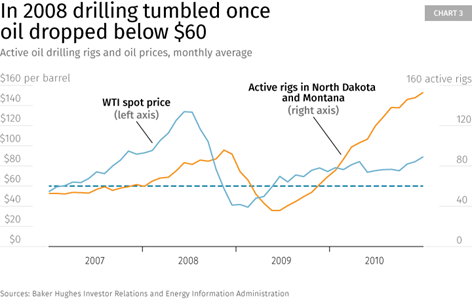 In 2008 drilling tumbled once
oil dropped below $60
CHART 3
Active oil drilling rigs and oil prices, monthly average
$160 per barrel
160 active rigs
$140
$120
$100
$80
$60
$40
$20
$0
WTI spot price
(left axis)
Active rigs in North Dakota
and Montana
(right axis)
120
80
40
0
2007
2008
2009
2010
Sources: Baker Hughes Investor Relations and Energy Information Administration